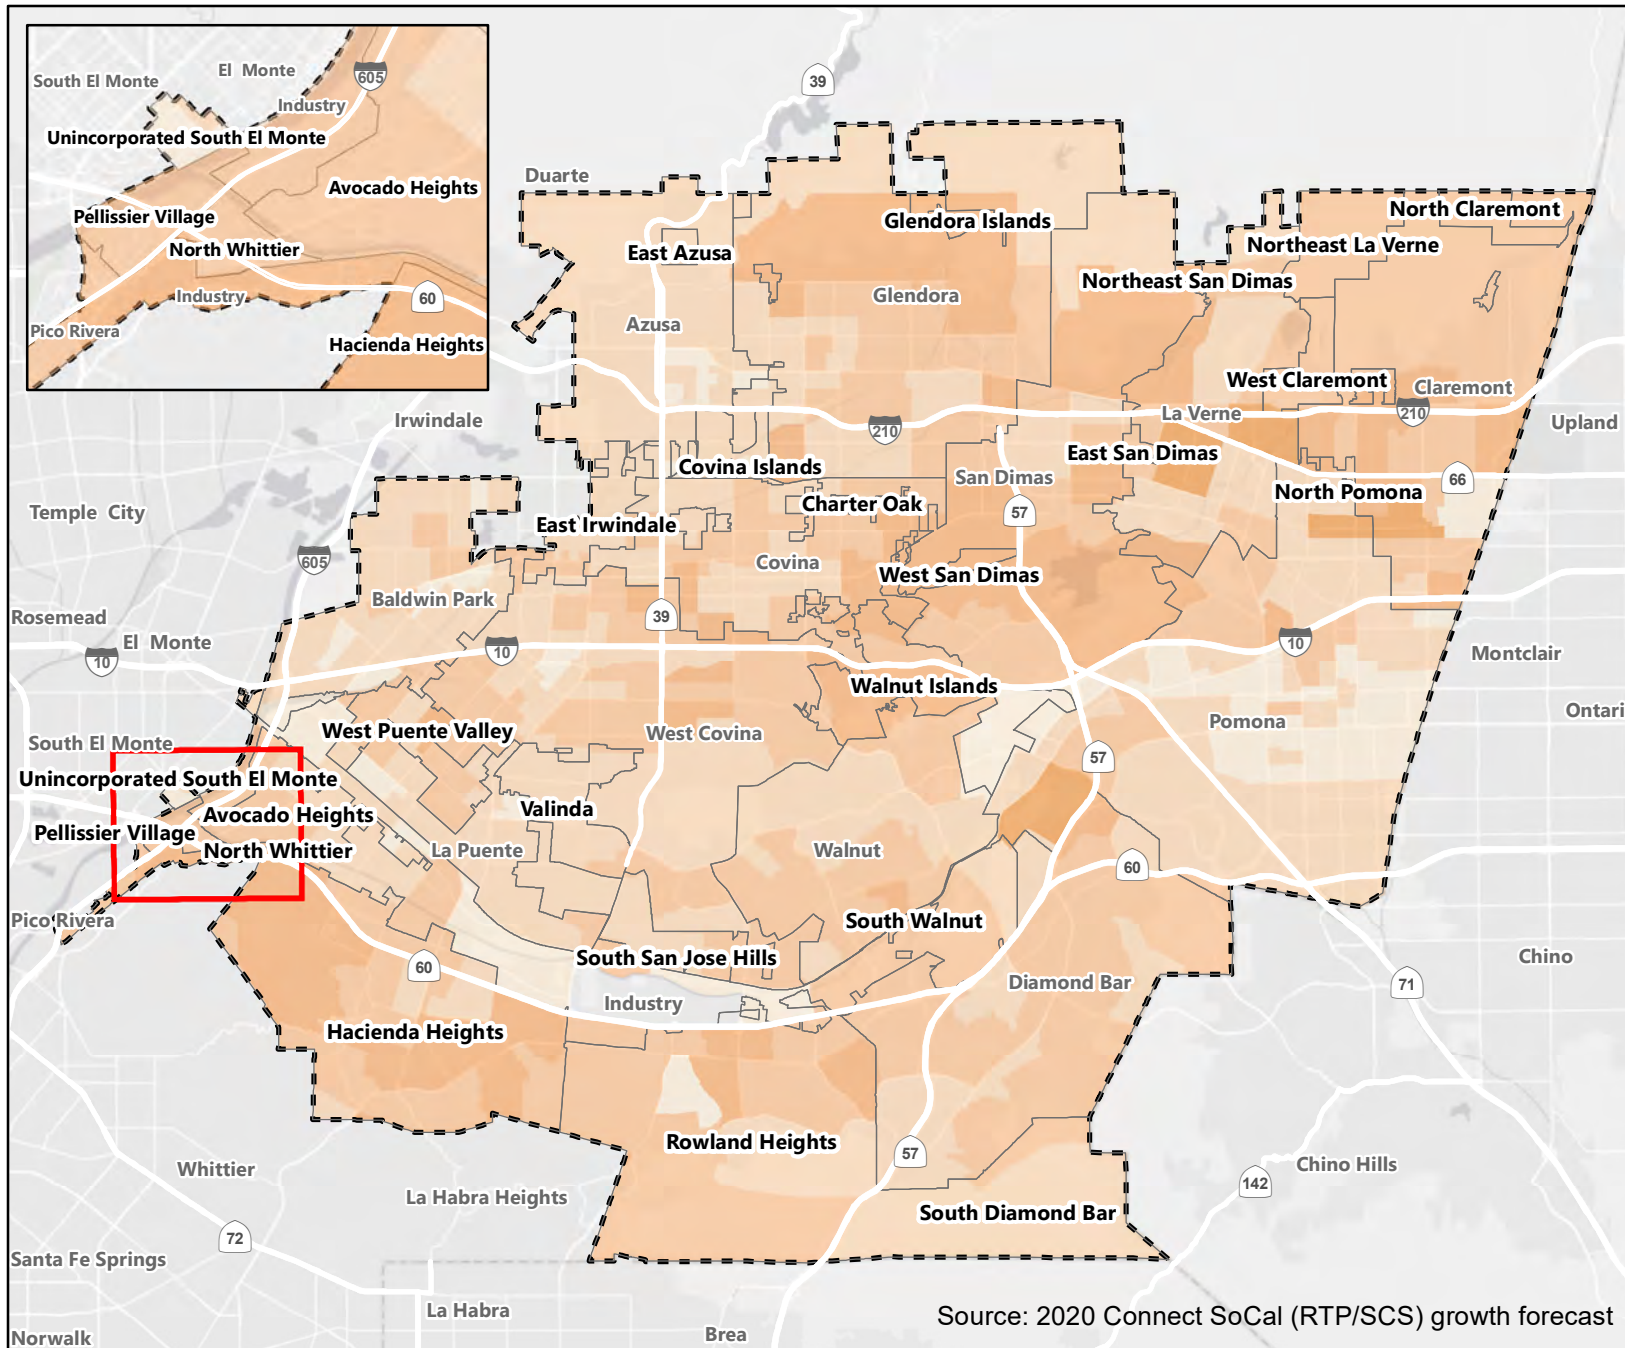 South El Monte
El Monte
605
Industry
Unincorporated South El Monte
Avocado Heights
Pellissier Village
North Whittier
Industry
60
Pico Rivera
Hacienda Heights
39
Duarte
Glendora Islands
North Claremont
East Azusa
Northeast La Verne
Northeast San Dimas
Glendora
Azusa
West Claremont
Claremont
La Verne
210
210
Irwindale
Upland
East San Dimas
Covina Islands
San Dimas
66
North Pomona
Charter Oak
Temple City
57
East Irwindale
605
Covina
West San Dimas
Baldwin Park
Rosemead
39
El Monte
10
10
10
Montclair
Walnut Islands
Ontari
Pomona
West Puente Valley
West Covina
South El Monte
57
Unincorporated South El Monte
Valinda
Avocado Heights
Pellissier Village
La Puente
Walnut
North Whittier
60
Pico Rivera
South Walnut
South San Jose Hills
Chino
60
Diamond Bar
71
Industry
Hacienda Heights
Rowland Heights
57
Chino Hills
Whittier
142
La Habra Heights
South Diamond Bar
72
Santa Fe Springs
La Habra
Source: 2020 Connect SoCal (RTP/SCS) growth forecast
Brea
Norwalk